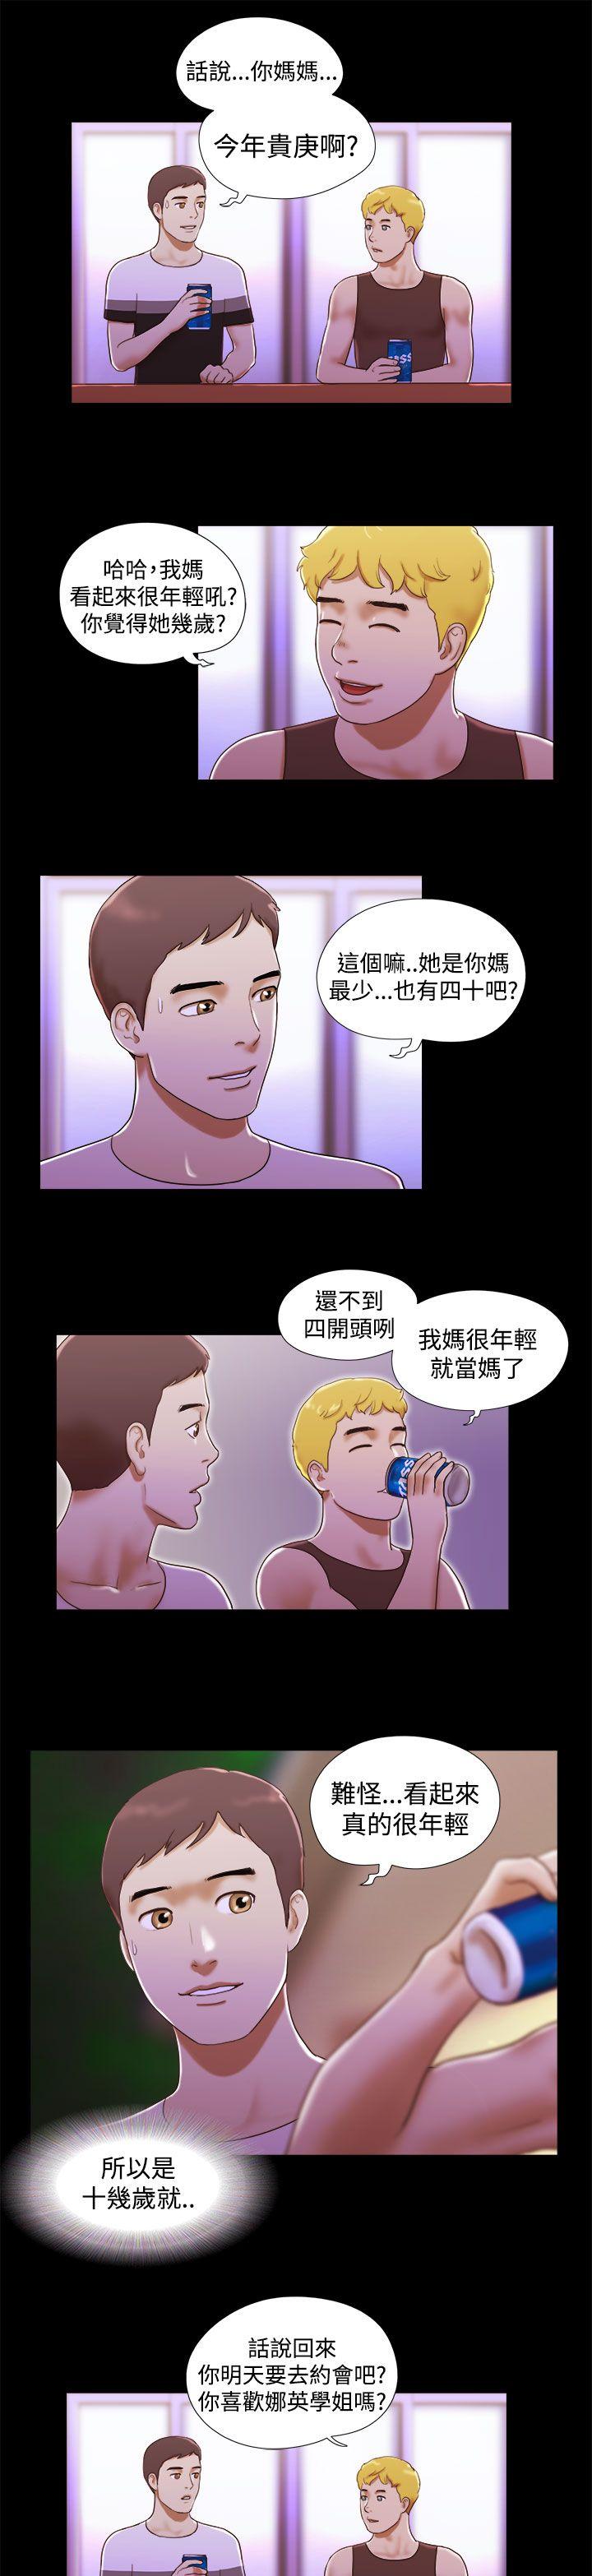 話說...你媽媽...
今年貴庚啊?
哈哈,我媽
看起來很年輕吼?
你覺得她幾歲?
這個嘛..她是你媽
最少...也有四十吧?
還不到
四開頭咧
我媽很年輕
就當媽了
難怪...看起來
真的很年輕
所以是
十幾歲就..
話說回來
你明天要去約會吧?
你喜歡娜英學姐嗎?